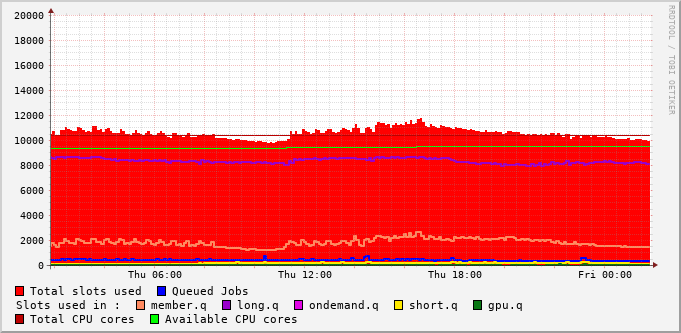 RRDTOOL / TOBI OETIKER
20000
18000
16000
14000
12000
10000
8000
6000
4000
2000
0
Thu 06:00 Thu 12:00 Thu 18:00 Fri 00:00
Total slots used Queued Jobs
Slots used in : member.q long.q ondemand.q short.q gpu.q
Total CPU cores Available CPU cores